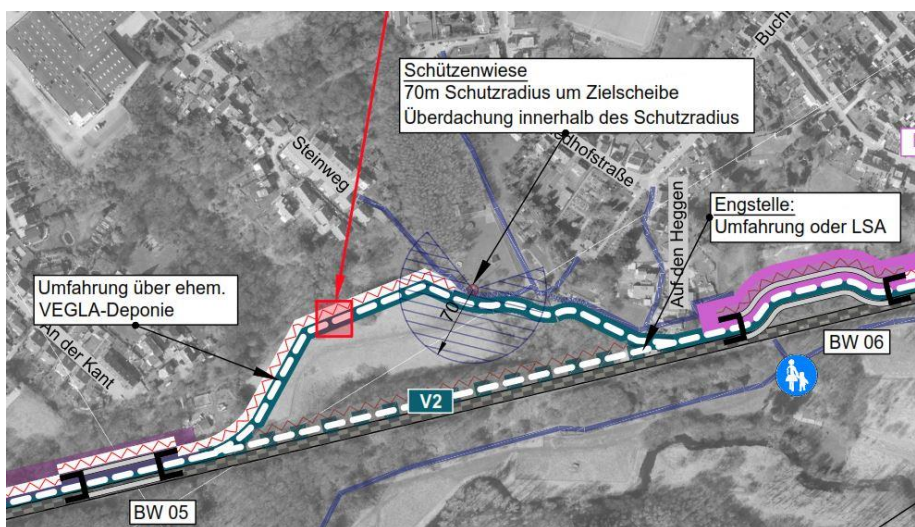 Schützenwiese
70m Schutzradius um Zielscheibe
Überdachung innerhalb des Schutzradius
Buch
Steinweg
dhofstraße
Engstelle:
Umfahrung oder LSA
Auf den Heggen
Umfahrung über ehem.
VEGLA-Deponie
70
An der Kant
BW 06
V2
BW 05